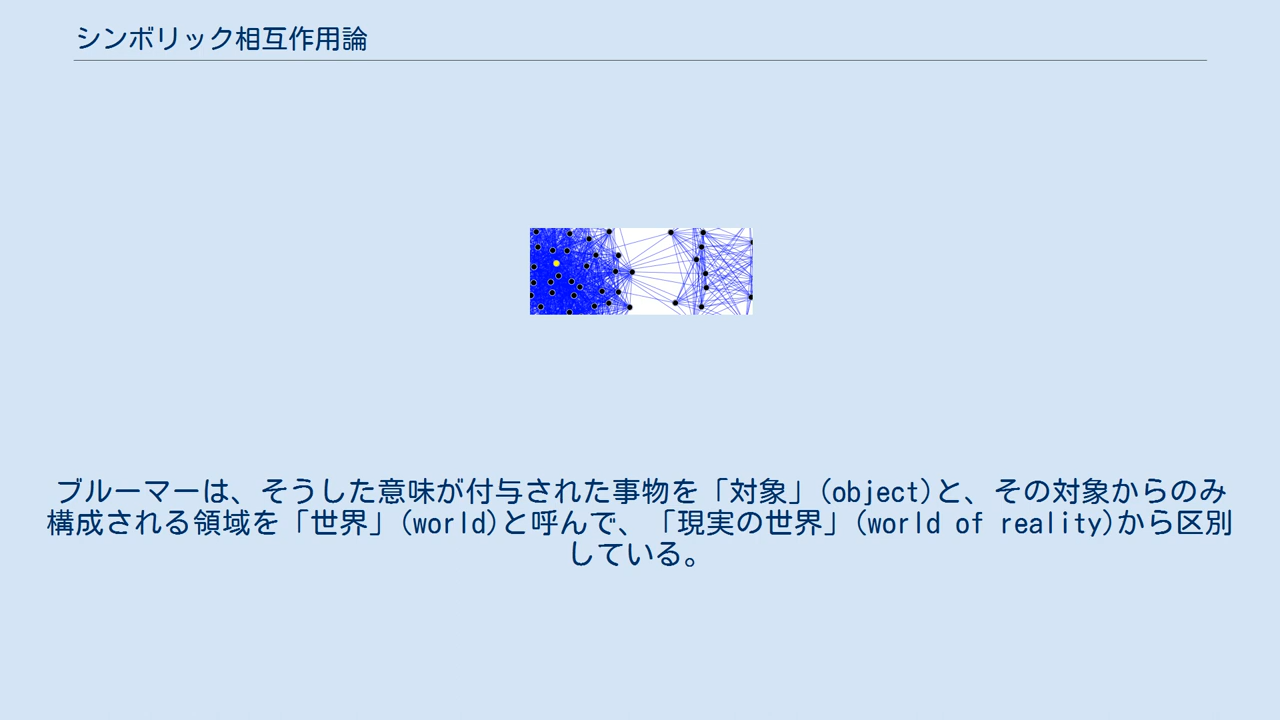 シンボリック相互作用論
ブルーマーは、そうした意味が付与された事物を「対象」(object)と、その対象からのみ
構成される領域を「世界」(world)と呼んで、「現実の世界」(world of reality)から区別
している。